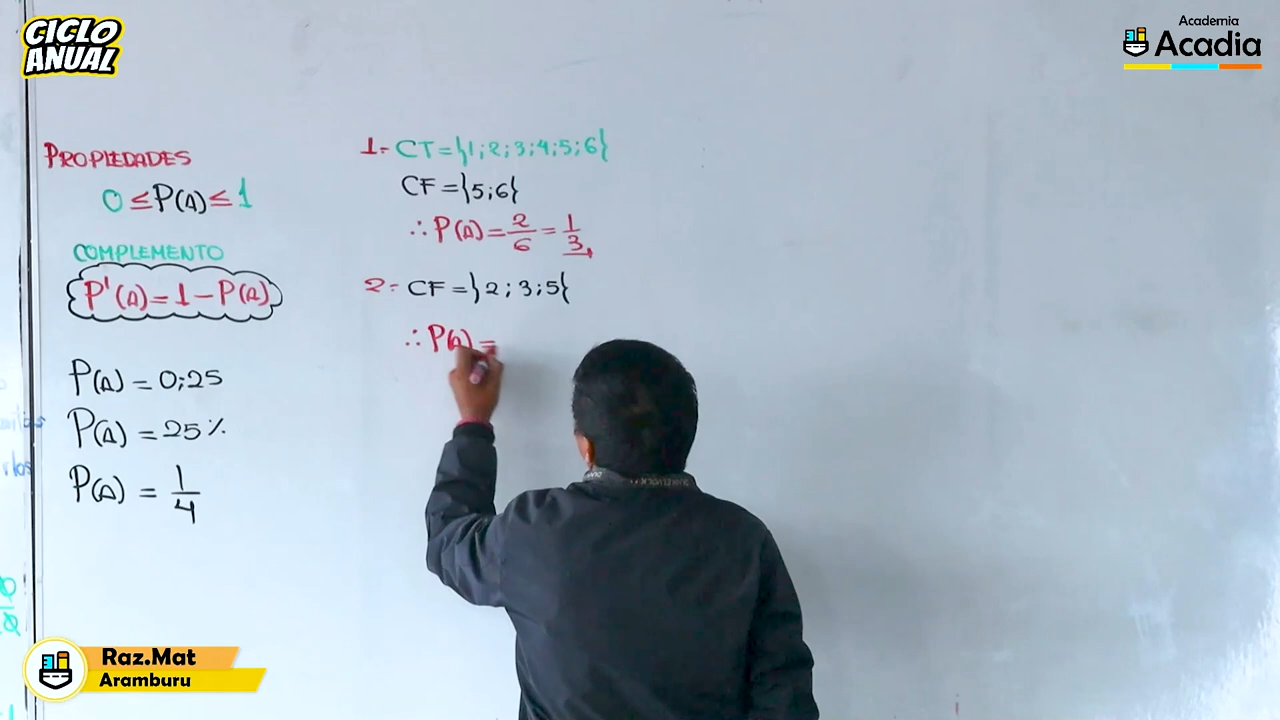 CICLO
ANUAL
Academia
Acadia
PROPIEDADES
0 ≤ P(A) ≤ 1
COMPLEMENTO
P'(A) = 1 - P(A)
P(A) = 0;25
P(A) = 25%
P(A) = 1/4
1.- CT = {1;2;3;4;5;6}
CF = {5;6}
∴ P(A) = 2/6 = 1/3
2.- CF = {2;3;5}
∴ P(A) =
Raz.Mat
Aramburu